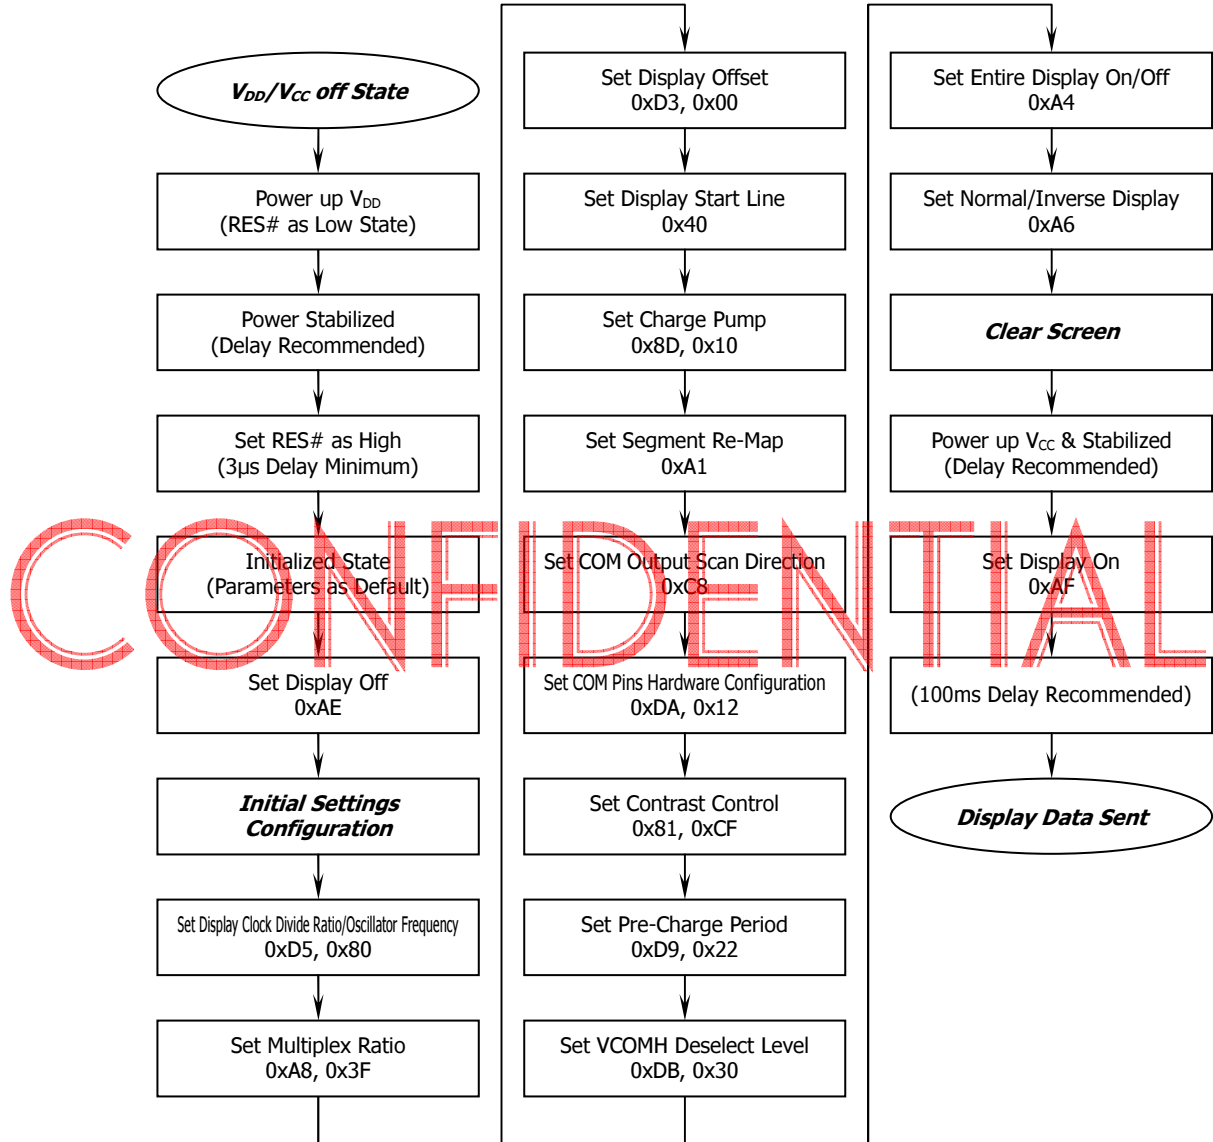 V_DD/V_CC off State
Power up V_DD
(RES# as Low State)
Power Stabilized
(Delay Recommended)
Set RES# as High
(3µs Delay Minimum)
Initialized State
(Parameters as Default)
Set Display Off
0xAE
Initial Settings
Configuration
Set Display Clock Divide Ratio/Oscillator Frequency
0xD5, 0x80
Set Multiplex Ratio
0xA8, 0x3F
Set Display Offset
0xD3, 0x00
Set Display Start Line
0x40
Set Charge Pump
0x8D, 0x10
Set Segment Re-Map
0xA1
Set COM Output Scan Direction
0xC8
Set COM Pins Hardware Configuration
0xDA, 0x12
Set Contrast Control
0x81, 0xCF
Set Pre-Charge Period
0xD9, 0x22
Set VCOMH Deselect Level
0xDB, 0x30
Set Entire Display On/Off
0xA4
Set Normal/Inverse Display
0xA6
Clear Screen
Power up V_CC & Stabilized
(Delay Recommended)
Set Display On
0xAF
(100ms Delay Recommended)
Display Data Sent
CONFIDENTIAL